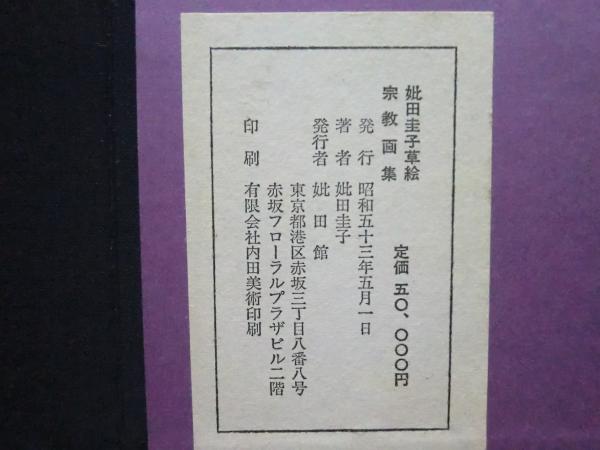 妣田圭子草絵
宗教画集
定価 五〇、〇〇〇円
発行 昭和五十三年五月一日
著者 妣田圭子
発行者 妣田館
東京都港区赤坂三丁目八番八号
赤坂フローラルプラザビル二階
印刷 有限会社内田美術印刷